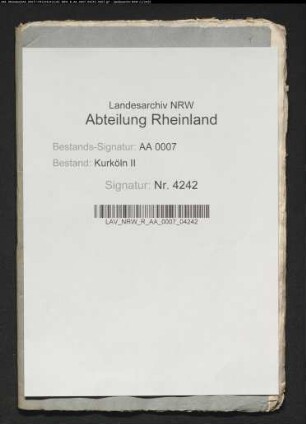 Landesarchiv NRW
Abteilung Rheinland
Bestands-Signatur: AA 0007
Bestand: Kurköln II
Signatur: Nr. 4242
LAV_NRW_R_AA_0007_04242